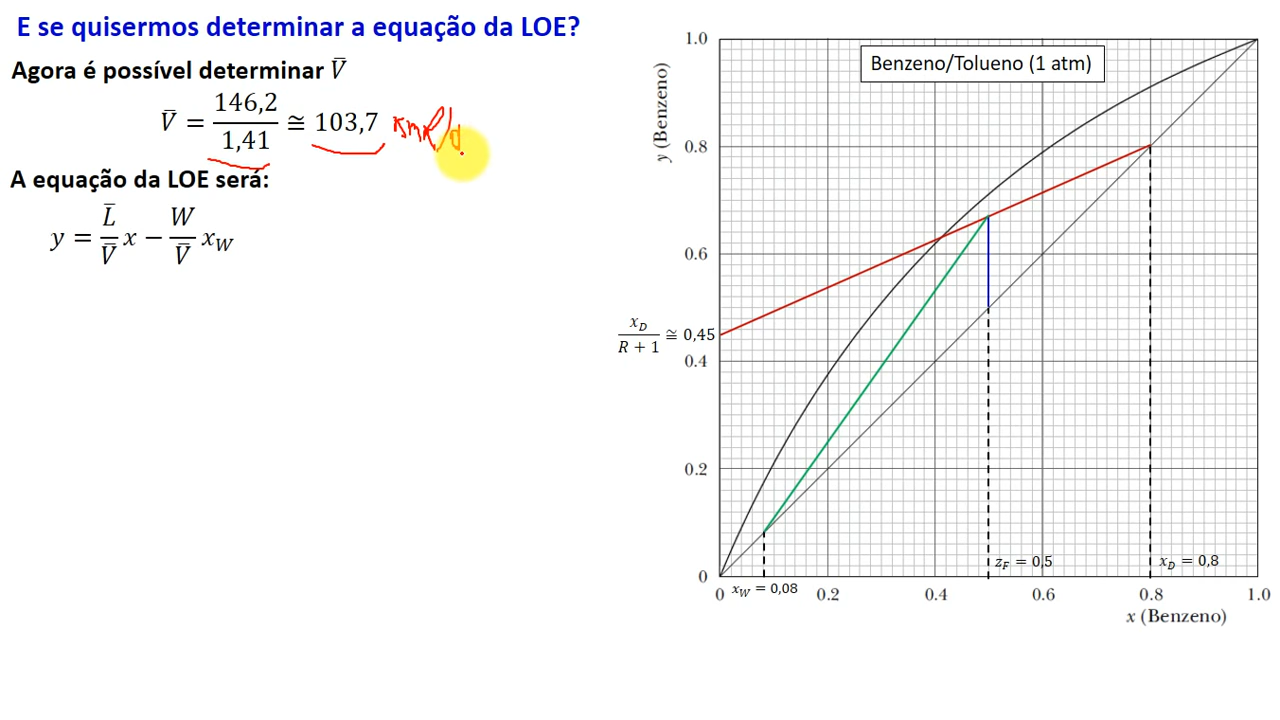 E se quisermos determinar a equação da LOE?
Agora é possível determinar V̄
V̄ = 146,2 / 1,41 ≅ 103,7
A equação da LOE será:
y = L̄/V̄ x − W/V̄ x_W
Benzeno/Tolueno (1 atm)
y (Benzeno)
1.0
0.8
0.6
x_D / R + 1 ≅ 0,45
0.4
0.2
0
z_F = 0,5
x_D = 0,8
x_W = 0,08
0 0.2 0.4 0.6 0.8 1.0
x (Benzeno)